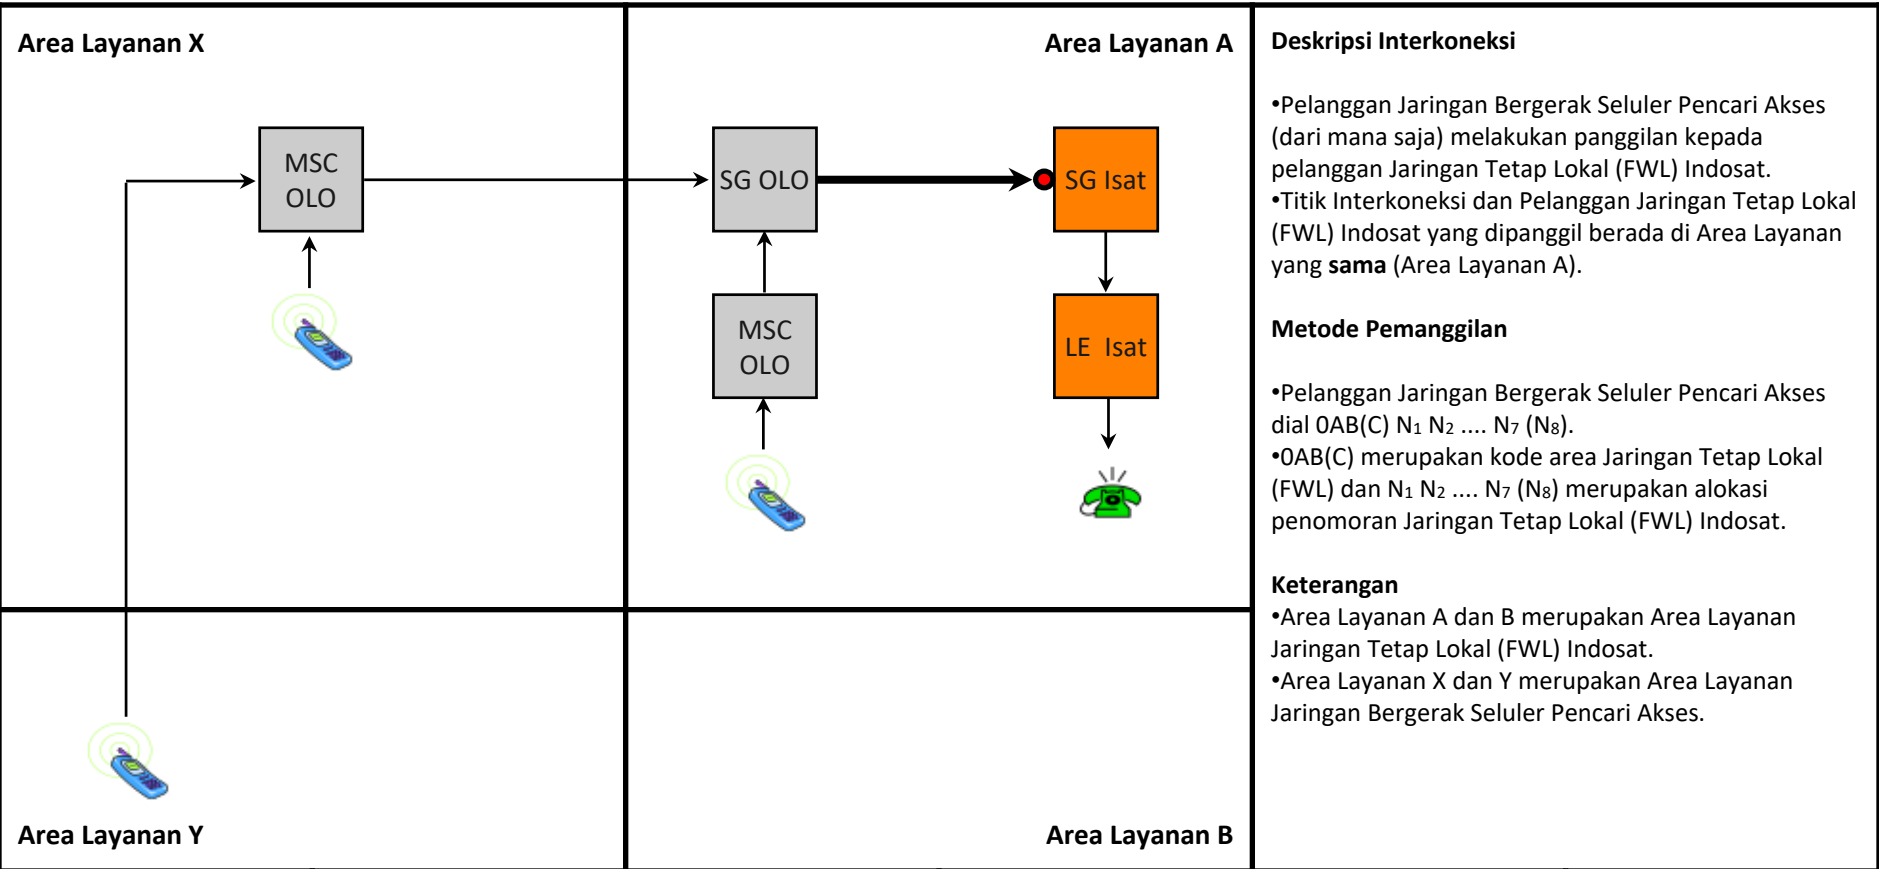 Area Layanan X
Area Layanan A
MSC
OLO
SG OLO
SG Isat
MSC
OLO
LE Isat
Area Layanan Y
Area Layanan B
Deskripsi Interkoneksi
•Pelanggan Jaringan Bergerak Seluler Pencari Akses
(dari mana saja) melakukan panggilan kepada
pelanggan Jaringan Tetap Lokal (FWL) Indosat.
•Titik Interkoneksi dan Pelanggan Jaringan Tetap Lokal
(FWL) Indosat yang dipanggil berada di Area Layanan
yang sama (Area Layanan A).
Metode Pemanggilan
•Pelanggan Jaringan Bergerak Seluler Pencari Akses
dial 0AB(C) N₁ N₂ .... N₇ (N₈).
•0AB(C) merupakan kode area Jaringan Tetap Lokal
(FWL) dan N₁ N₂ .... N₇ (N₈) merupakan alokasi
penomoran Jaringan Tetap Lokal (FWL) Indosat.
Keterangan
•Area Layanan A dan B merupakan Area Layanan
Jaringan Tetap Lokal (FWL) Indosat.
•Area Layanan X dan Y merupakan Area Layanan
Jaringan Bergerak Seluler Pencari Akses.